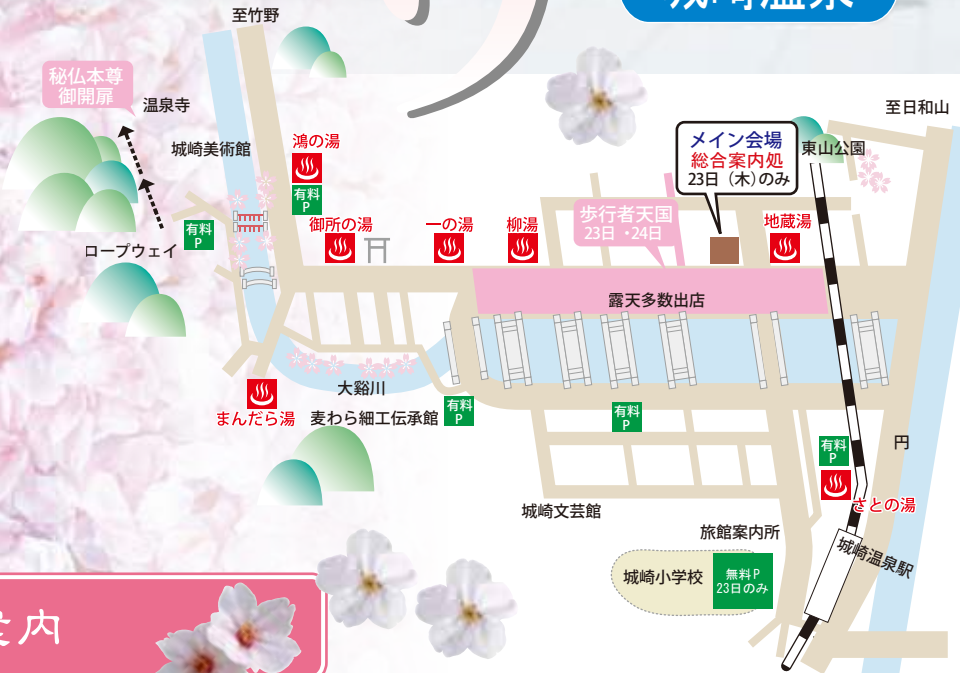 城崎温泉
至竹野
秘仏本尊
御開扉
温泉寺
至日和山
城崎美術館
鴻の湯
メイン会場
総合案内処
23日（木）のみ
東山公園
有料
P
有料
P
歩行者天国
23日・24日
御所の湯
一の湯
柳湯
地蔵湯
ロープウェイ
露天多数出店
大谿川
まんだら湯
麦わら細工伝承館
有料
P
有料
P
有料
P
円
さとの湯
城崎文芸館
旅館案内所
城崎温泉駅
城崎小学校
無料P
23日のみ
内